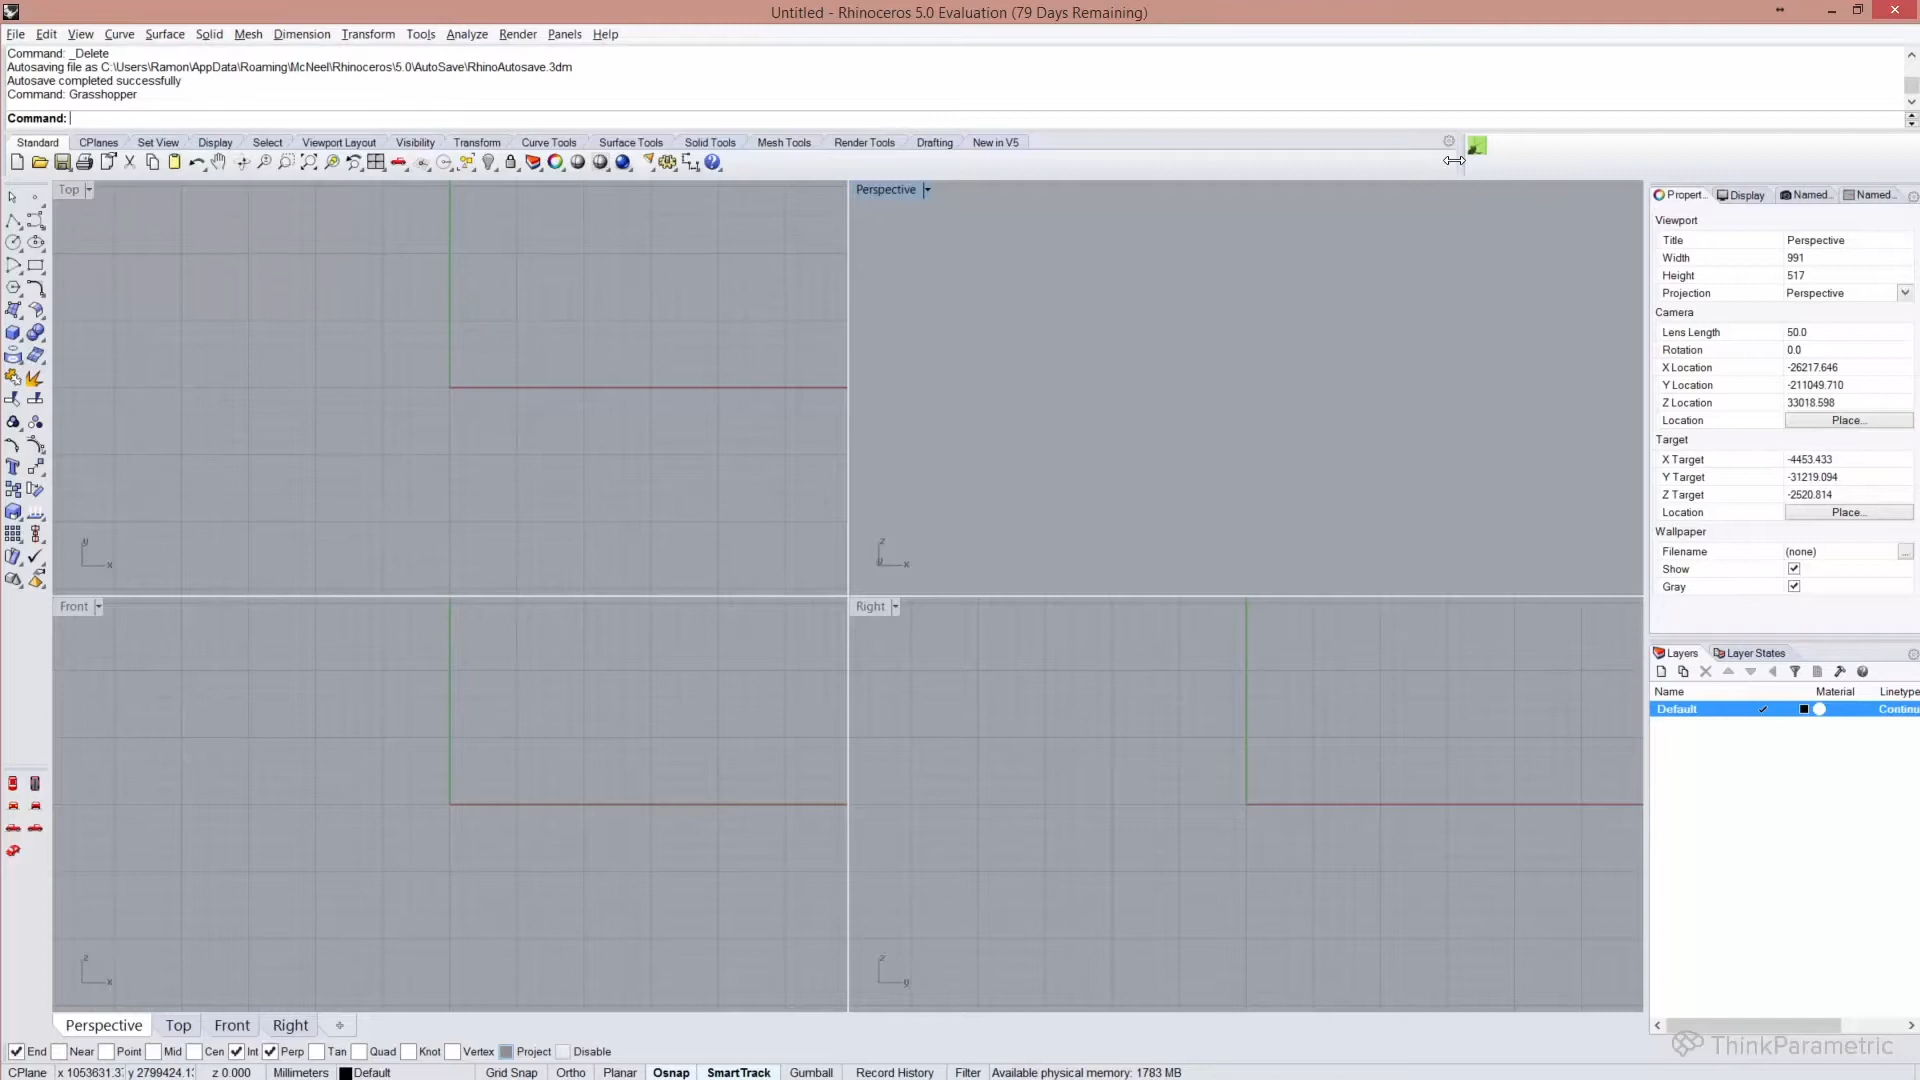 Untitled - Rhinoceros 5.0 Evaluation (79 Days Remaining)
File Edit View Curve Surface Solid Mesh Dimension Transform Tools Analyze Render Panels Help
Command: _Delete
Autosaving file as C:\Users\Ramon\AppData\Roaming\McNeel\Rhinoceros\5.0\AutoSave\RhinoAutosave.3dm
Autosave completed successfully
Command: Grasshopper
Command:
Standard CPlanes Set View Display Select Viewport Layout Visibility Transform Curve Tools Surface Tools Solid Tools Mesh Tools Render Tools Drafting New in V5
Top
Perspective
y
x
z
y
x
Front
Right
z
x
z
y
Propert... Display Named... Named...
Viewport
Title Perspective
Width 991
Height 517
Projection Perspective
Camera
Lens Length 50.0
Rotation 0.0
X Location -26217.646
Y Location -211049.710
Z Location 33018.598
Location Place...
Target
X Target -4453.433
Y Target -31219.094
Z Target -2520.814
Location Place...
Wallpaper
Filename (none) ...
Show
Gray
Layers Layer States
Name Material Linetype
Default Continu
Perspective Top Front Right
End Near Point Mid Cen Int Perp Tan Quad Knot Vertex Project Disable
ThinkParametric
CPlane x 1053631.3 y 2799424.1 z 0.000 Millimeters Default Grid Snap Ortho Planar Osnap SmartTrack Gumball Record History Filter Available physical memory: 1783 MB